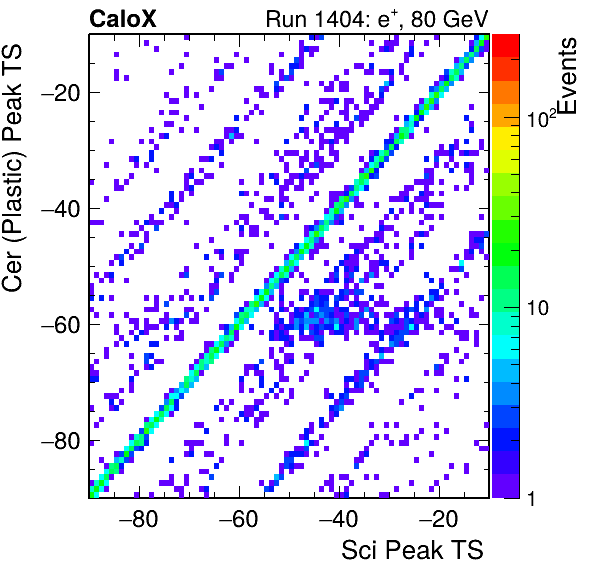 CaloX Run 1404: e⁺, 80 GeV
Cer (Plastic) Peak TS
−20
−40
−60
−80
−80 −60 −40 −20
Sci Peak TS
Events
10²
10
1